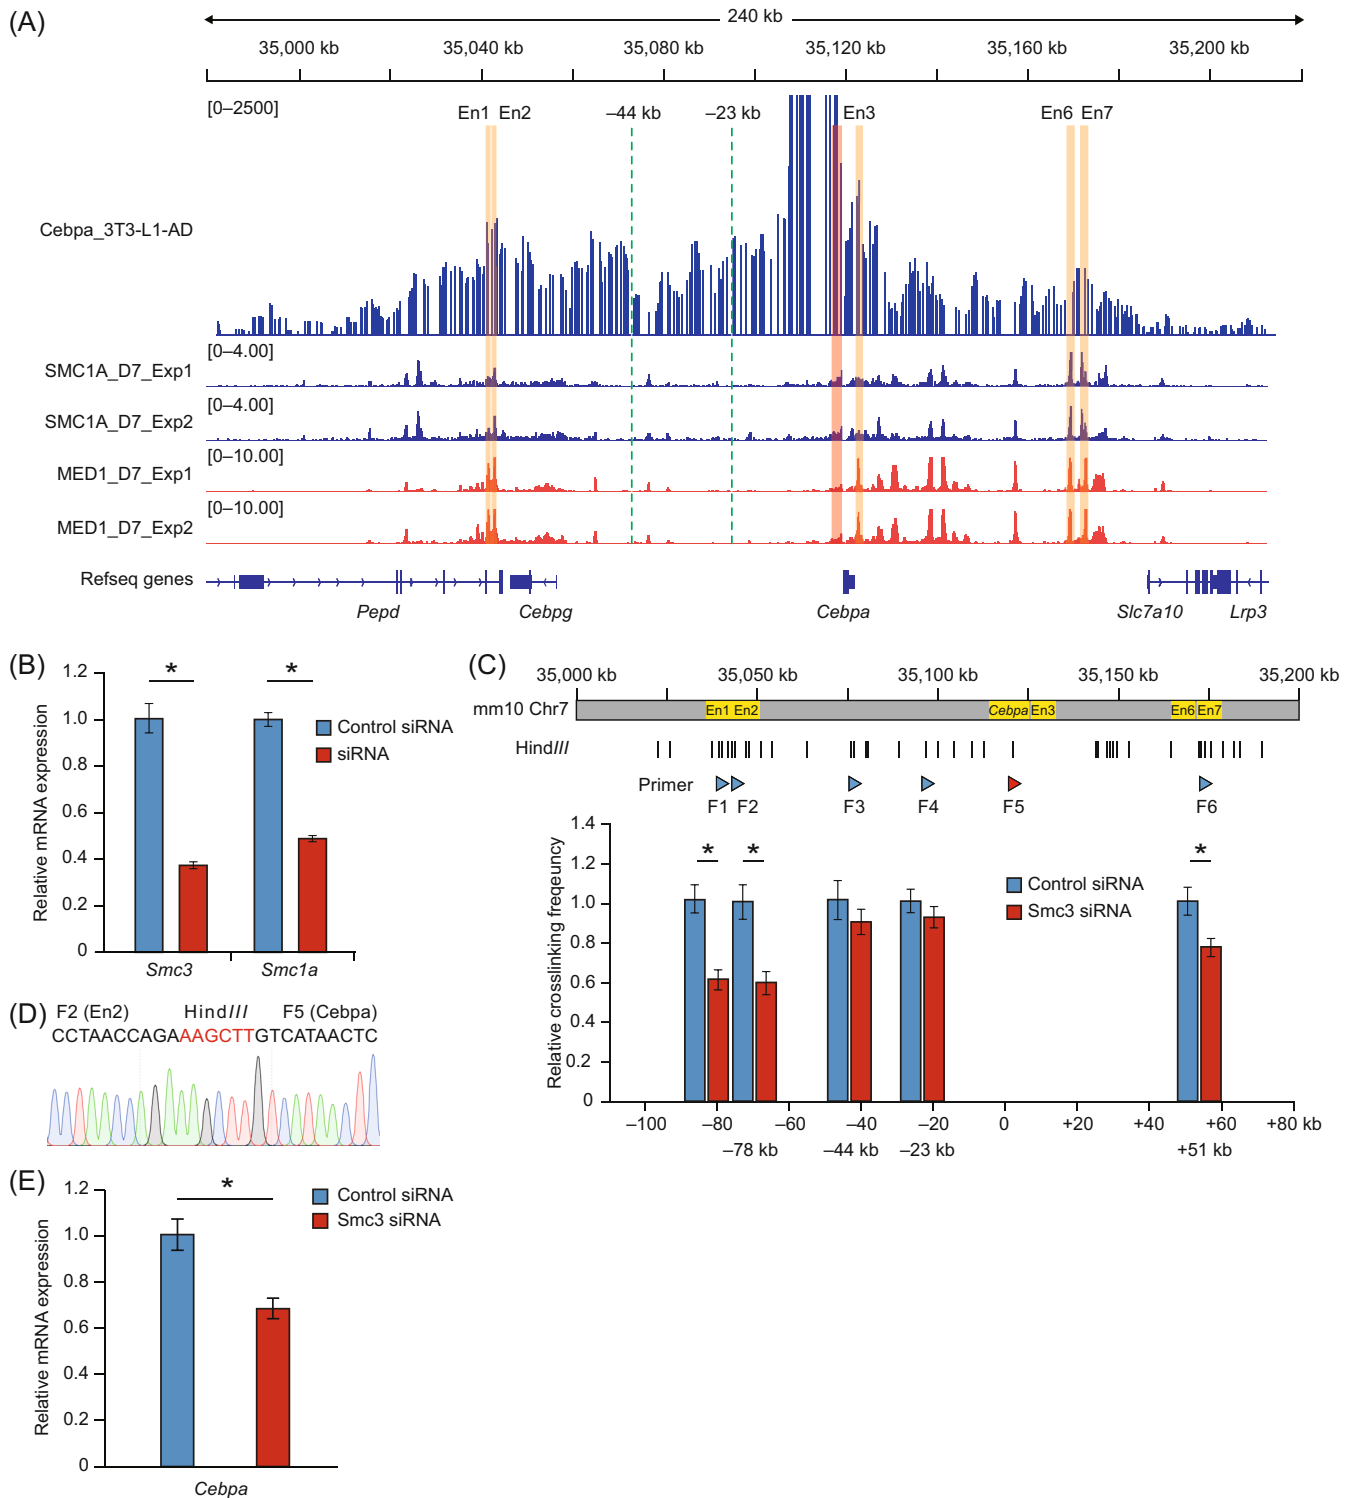 (A)
240 kb
35,000 kb 35,040 kb 35,080 kb 35,120 kb 35,160 kb 35,200 kb
[0–2500]
En1 En2 –44 kb –23 kb En3 En6 En7
Cebpa_3T3-L1-AD
[0–4.00]
SMC1A_D7_Exp1
[0–4.00]
SMC1A_D7_Exp2
[0–10.00]
MED1_D7_Exp1
[0–10.00]
MED1_D7_Exp2
Refseq genes
Pepd Cebpg Cebpa Slc7a10 Lrp3
(B)
Relative mRNA expression
1.2
1.0
0.8
0.6
0.4
0.2
0
* *
Control siRNA
siRNA
Smc3 Smc1a
(C)
35,000 kb 35,050 kb 35,100 kb 35,150 kb 35,200 kb
mm10 Chr7
En1 En2 Cebpa En3 En6 En7
HindIII
Primer
F1 F2 F3 F4 F5 F6
Relative crosslinking freqeuncy
1.4
1.2
1.0
0.8
0.6
0.4
0.2
0
* * *
Control siRNA
Smc3 siRNA
–100 –80 –60 –40 –20 0 +20 +40 +60 +80 kb
–78 kb –44 kb –23 kb +51 kb
(D)
F2 (En2) HindIII F5 (Cebpa)
CCTAACCAGAAAGCTTGTCATAACTC
(E)
Relative mRNA expression
1.2
1.0
0.8
0.6
0.4
0.2
0
*
Control siRNA
Smc3 siRNA
Cebpa